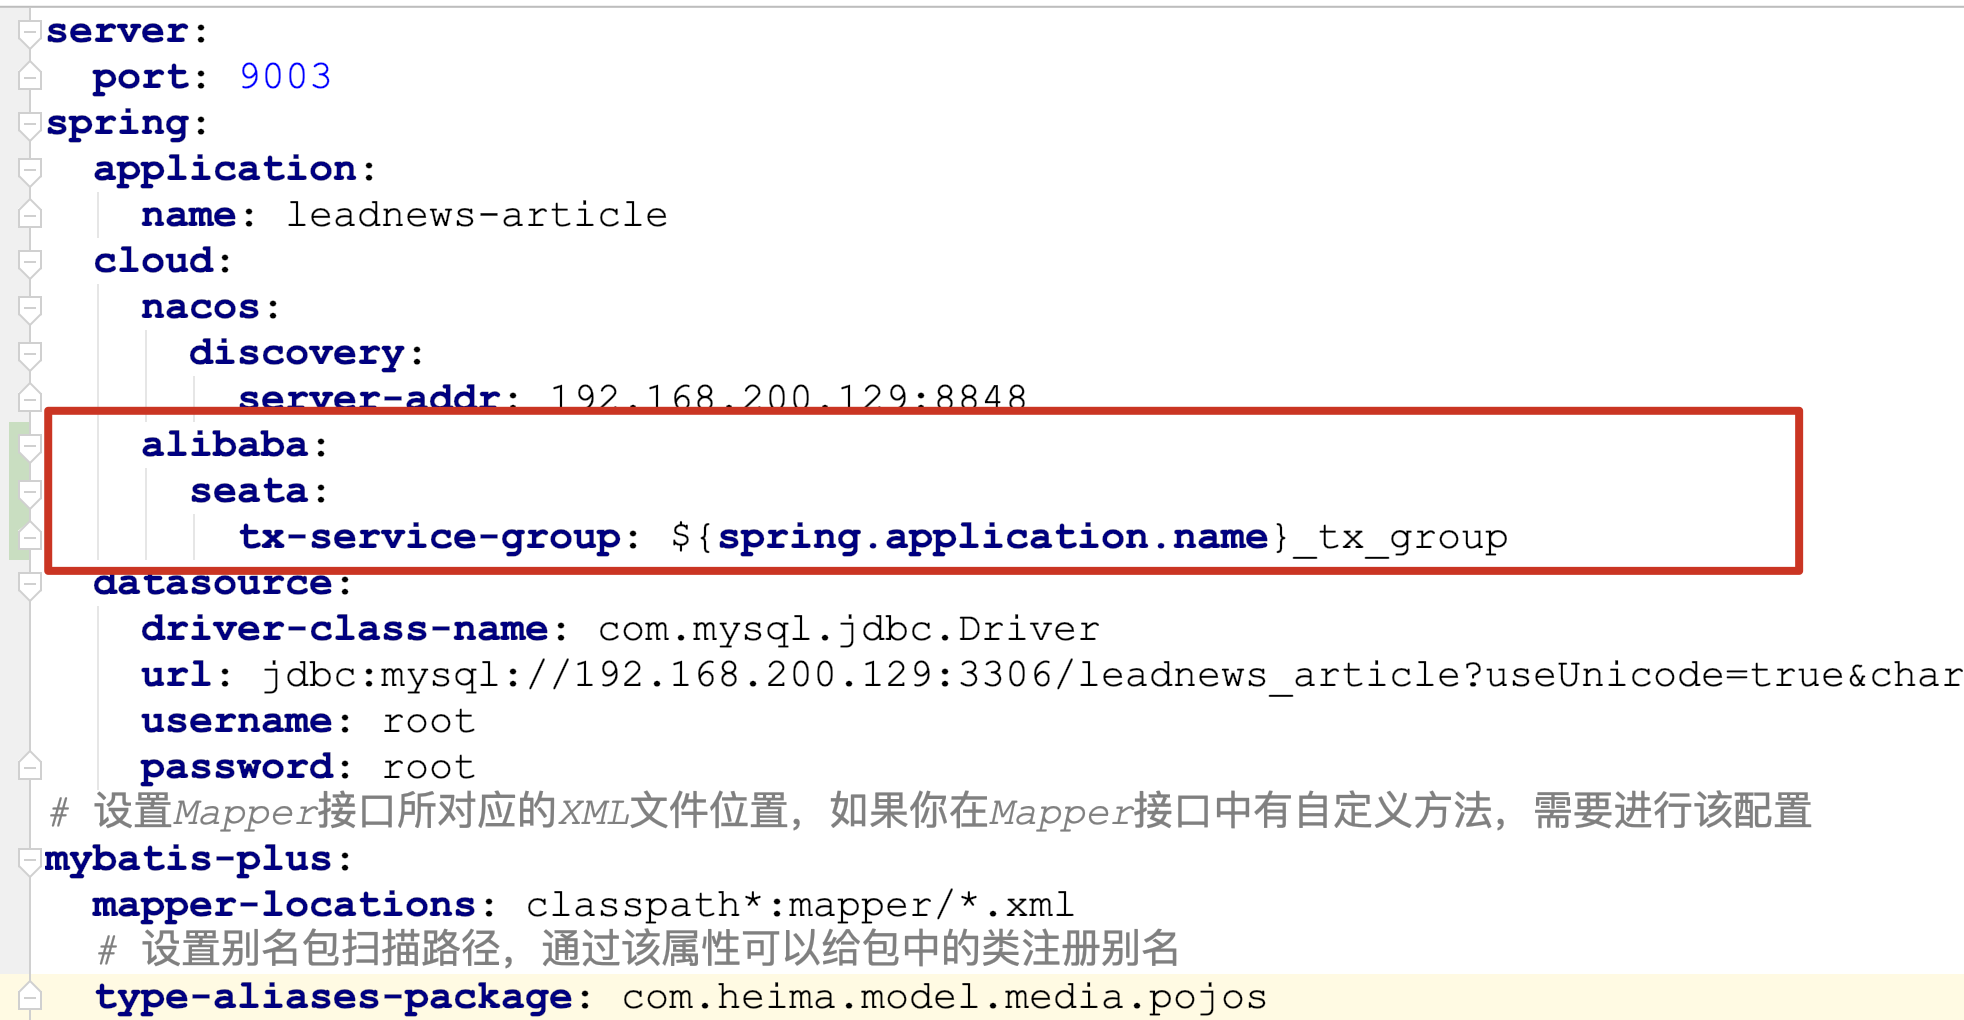 server:
  port: 9003
spring:
  application:
    name: leadnews-article
  cloud:
    nacos:
      discovery:
        server-addr: 192.168.200.129:8848
    alibaba:
      seata:
        tx-service-group: ${spring.application.name}_tx_group
  datasource:
    driver-class-name: com.mysql.jdbc.Driver
    url: jdbc:mysql://192.168.200.129:3306/leadnews_article?useUnicode=true&char
    username: root
    password: root
# 设置Mapper接口所对应的XML文件位置，如果你在Mapper接口中有自定义方法，需要进行该配置
mybatis-plus:
  mapper-locations: classpath*:mapper/*.xml
  # 设置别名包扫描路径，通过该属性可以给包中的类注册别名
  type-aliases-package: com.heima.model.media.pojos